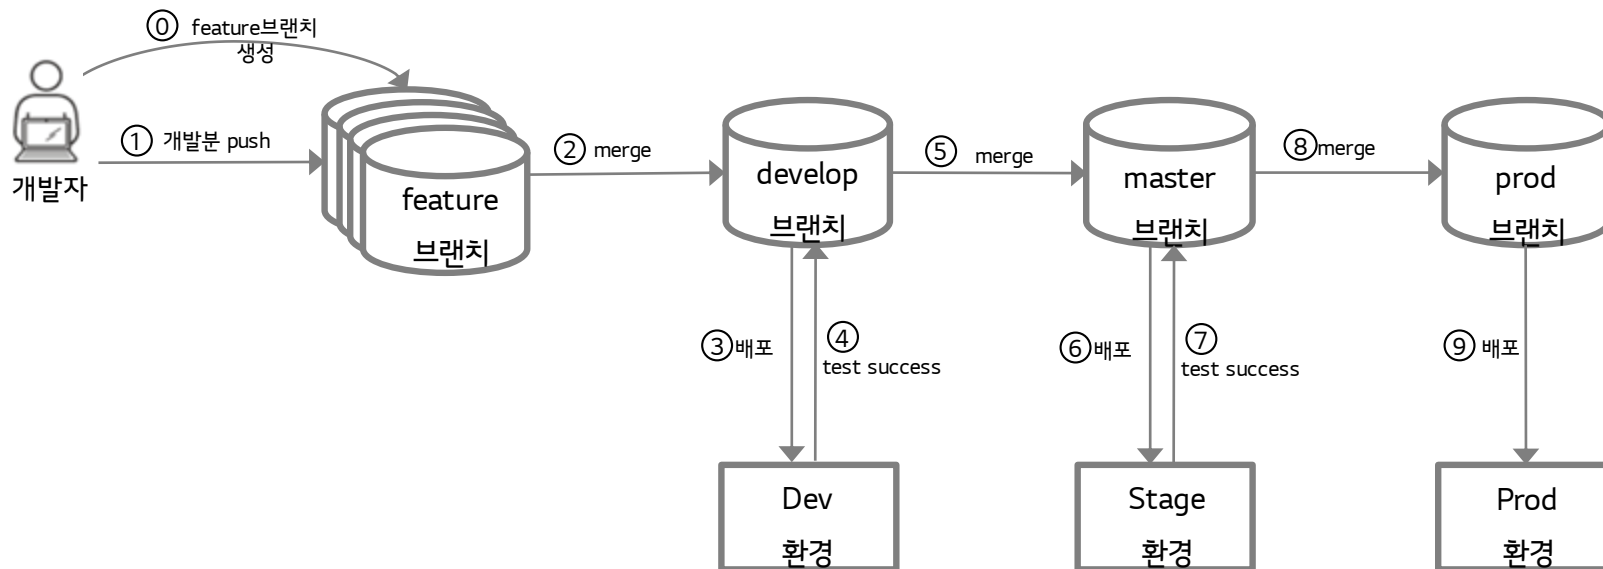 ⓪ feature브랜치
생성
① 개발분 push
개발자
feature
브랜치
② merge
develop
브랜치
⑤ merge
master
브랜치
⑧merge
prod
브랜치
③배포
④
test success
⑥배포
⑦
test success
⑨ 배포
Dev
환경
Stage
환경
Prod
환경